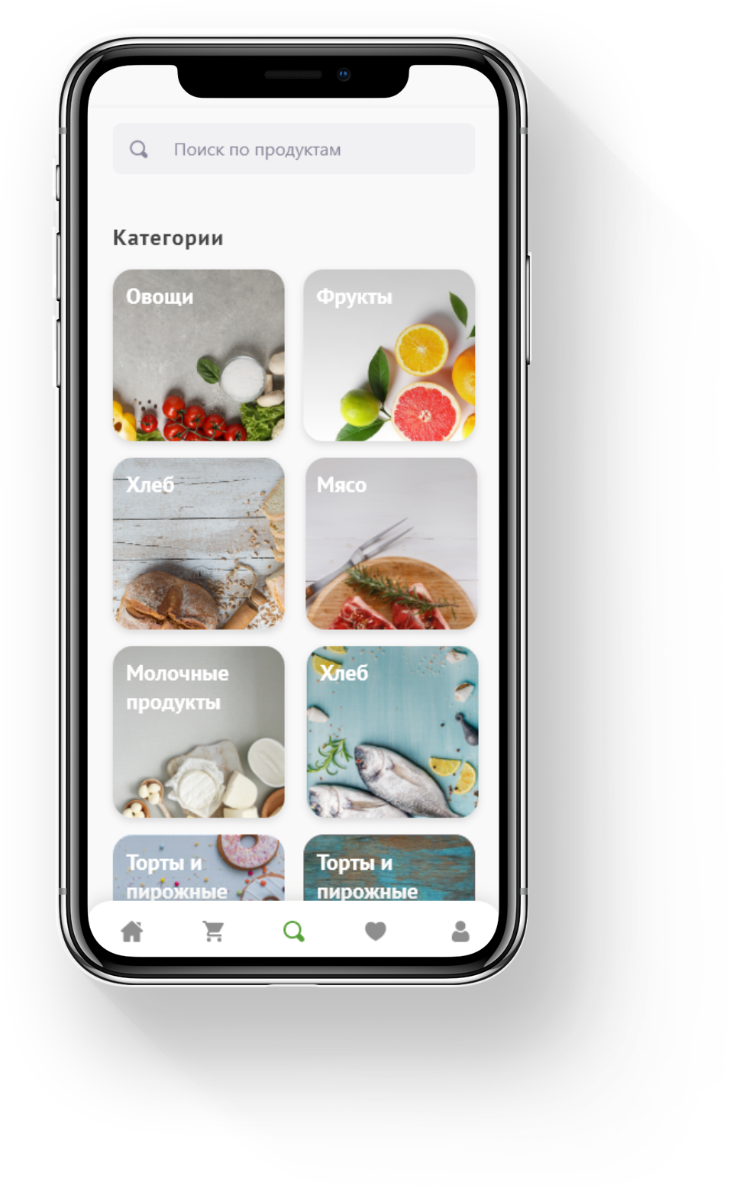 Поиск по продуктам
Категории
Овощи
Фрукты
Хлеб
Мясо
Молочные
продукты
Хлеб
Торты и
пирожные
Торты и
пирожные